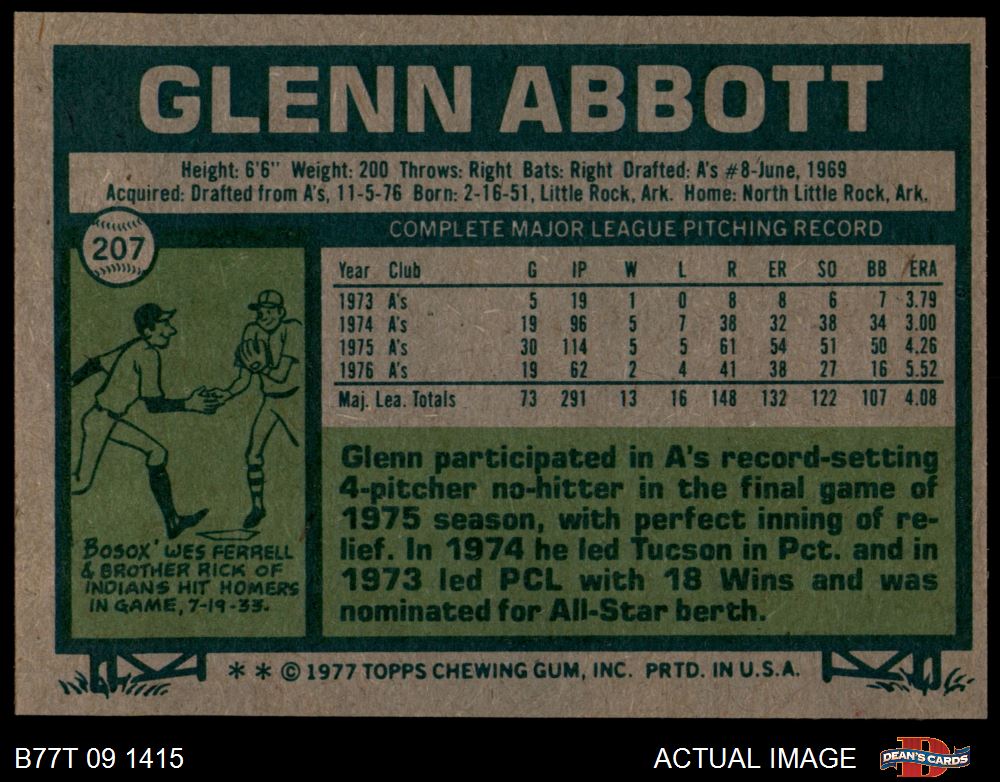 GLENN ABBOTT
Height: 6'6" Weight: 200 Throws: Right Bats: Right Drafted: A's #8-June, 1969
Acquired: Drafted from A's, 11-5-76 Born: 2-16-51, Little Rock, Ark. Home: North Little Rock, Ark.
207
COMPLETE MAJOR LEAGUE PITCHING RECORD
Year Club G IP W L R ER SO BB ERA
1973 A's 5 19 1 0 8 8 6 7 3.79
1974 A's 19 96 5 7 38 32 38 34 3.00
1975 A's 30 114 5 5 61 54 51 50 4.26
1976 A's 19 62 2 4 41 38 27 16 5.52
Maj. Lea. Totals 73 291 13 16 148 132 122 107 4.08
Glenn participated in A's record-setting
4-pitcher no-hitter in the final game of
1975 season, with perfect inning of re-
lief. In 1974 he led Tucson in Pct. and in
1973 led PCL with 18 Wins and was
nominated for All-Star berth.
BOSOX' WES FERRELL
& BROTHER RICK OF
INDIANS HIT HOMERS
IN GAME, 7-19-33.
* * © 1977 TOPPS CHEWING GUM, INC. PRTD. IN U.S.A.
B77T 09 1415
ACTUAL IMAGE
D
DEAN'S CARDS